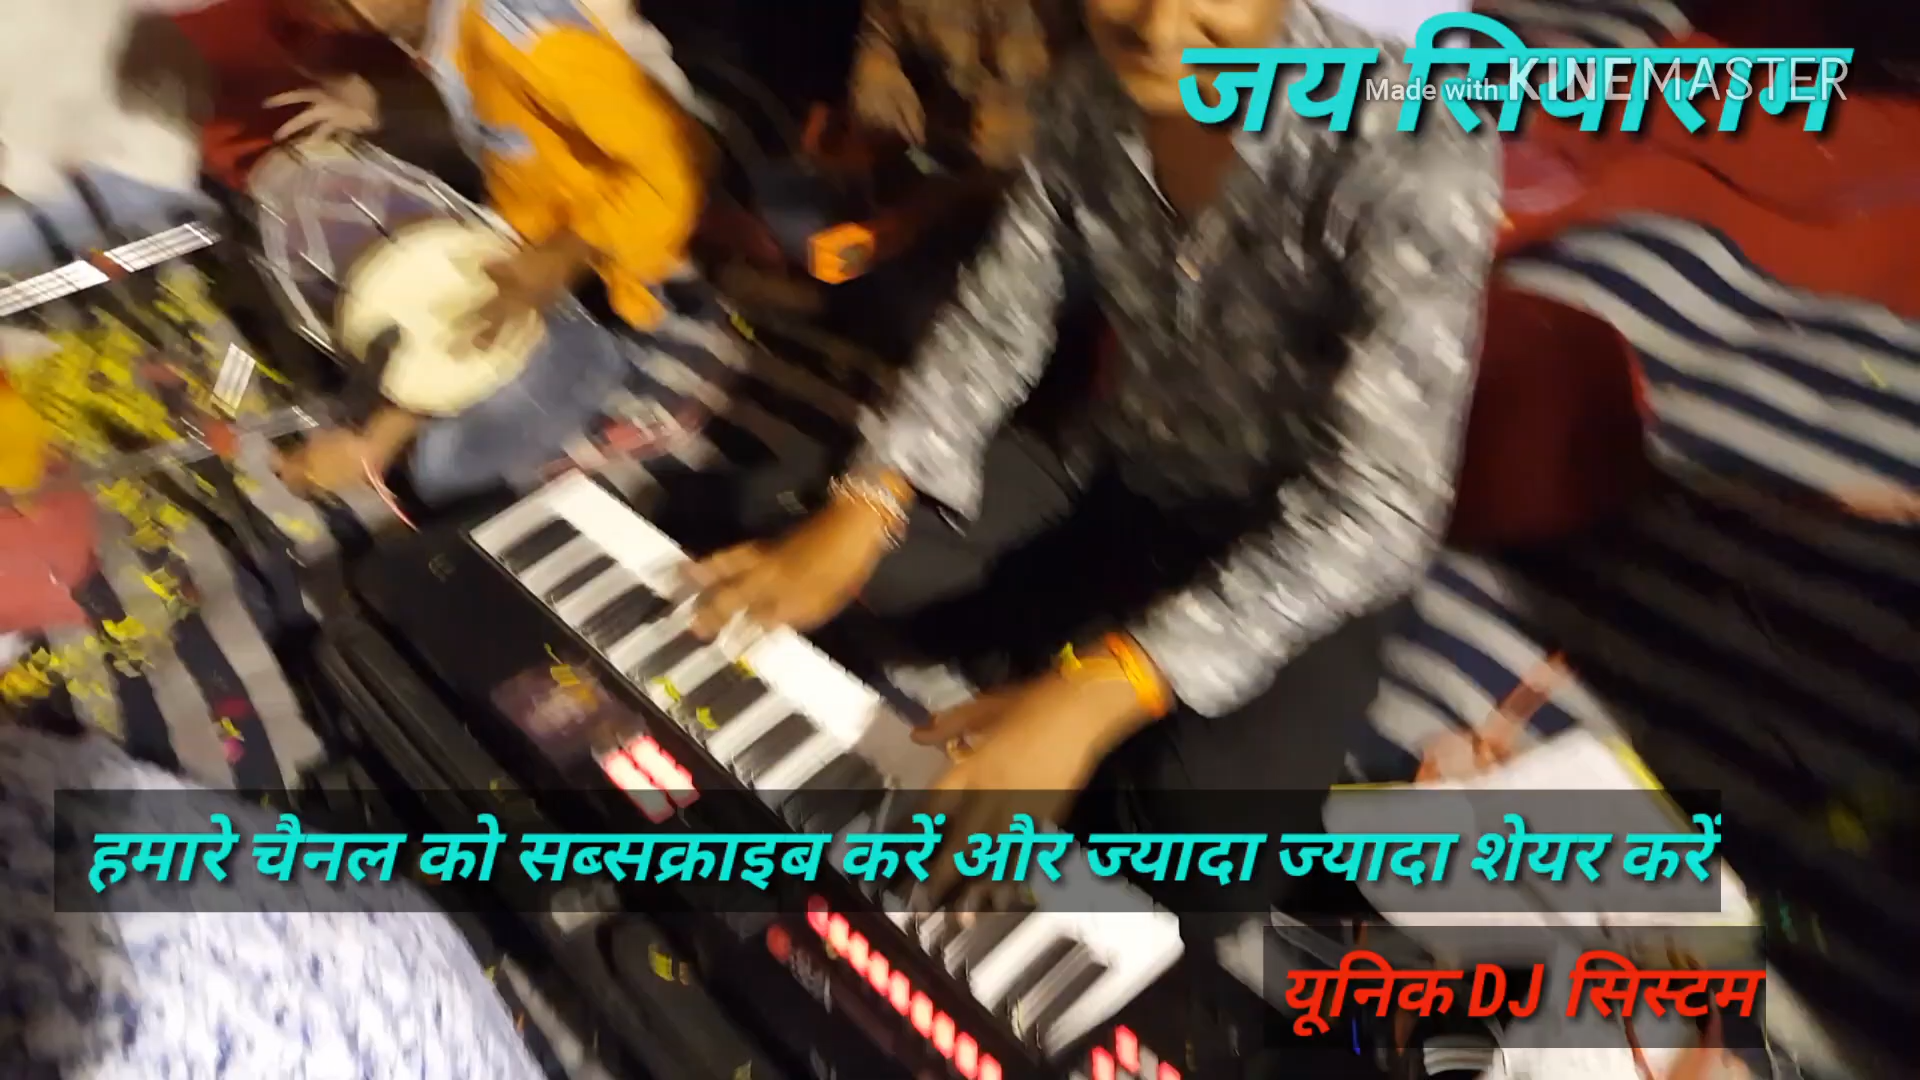 जय सियाराम
Made with KINEMASTER
हमारे चैनल को सब्सक्राइब करें और ज्यादा ज्यादा शेयर करें
यूनिक DJ सिस्टम